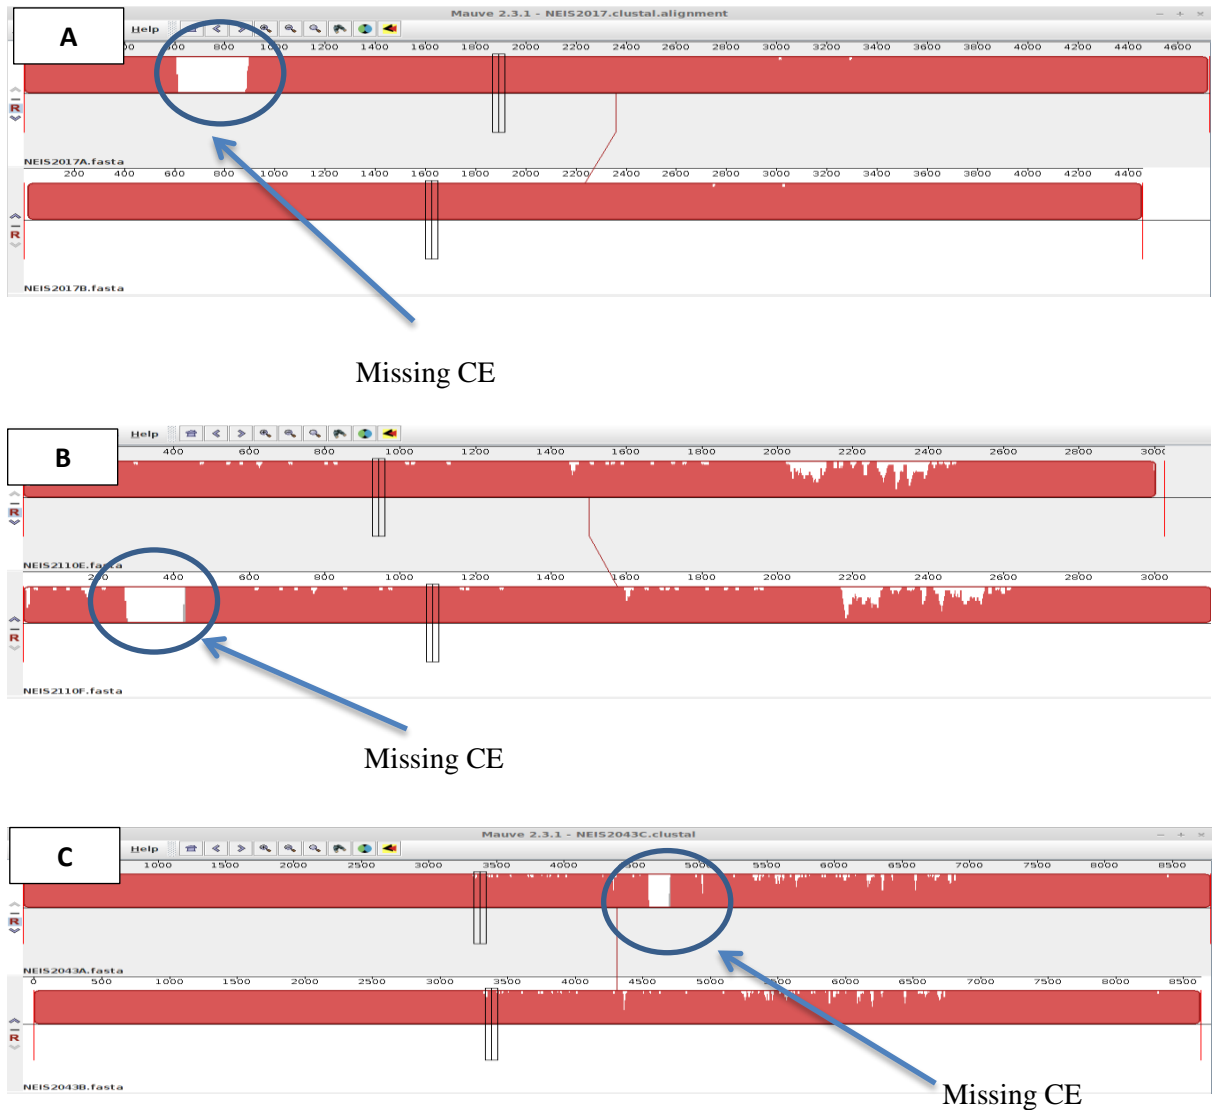 Mauve 2.3.1 - NEIS2017.clustal.alignment
A
Help
600 800 1000 1200 1400 1600 1800 2000 2200 2400 2600 2800 3000 3200 3400 3600 3800 4000 4200 4400 4600
R
NEIS2017A.fasta
200 400 600 800 1000 1200 1400 1600 1800 2000 2200 2400 2600 2800 3000 3200 3400 3600 3800 4000 4200 4400
R
NEIS2017B.fasta
Missing CE
B
Help
400 600 800 1000 1200 1400 1600 1800 2000 2200 2400 2600 2800
R
NEIS2110E.fasta
200 400 600 800 1000 1200 1400 1600 1800 2000 2200 2400 2600 2800 3000
R
NEIS2110F.fasta
Missing CE
Mauve 2.3.1 - NEIS2043C.clustal
C
Help
1000 1500 2000 2500 3000 3500 4000 5000 5500 6000 6500 7000 7500 8000 8500
R
NEIS2043A.fasta
0 500 1000 1500 2000 2500 3000 3500 4000 4500 5000 5500 6000 6500 7000 7500 8000 8500
R
NEIS2043B.fasta
Missing CE